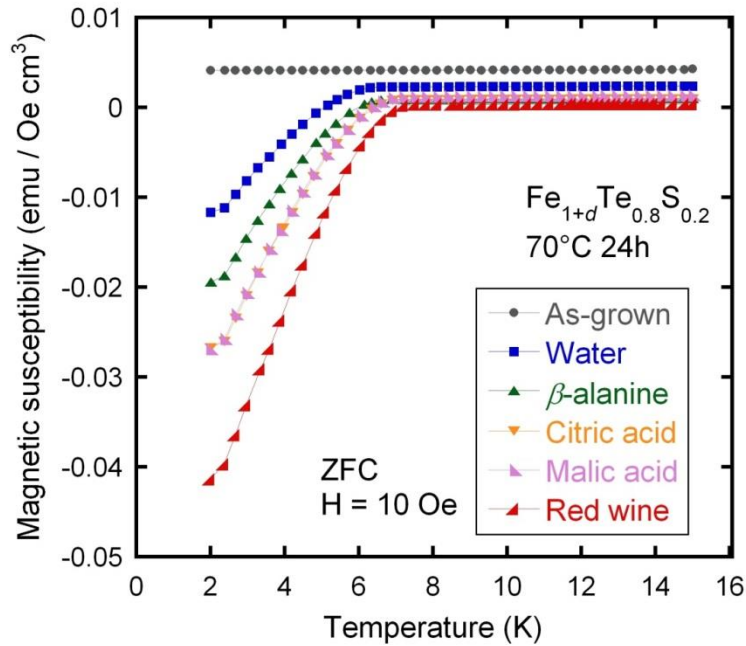 Magnetic susceptibility (emu / Oe cm³)
0.01
0
-0.01
-0.02
-0.03
-0.04
-0.05
Fe₁₊dTe₀.₈S₀.₂
70°C 24h
As-grown
Water
β-alanine
Citric acid
Malic acid
Red wine
ZFC
H = 10 Oe
0 2 4 6 8 10 12 14 16
Temperature (K)